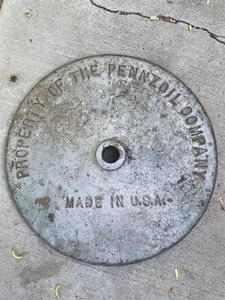 PROPERTY OF THE PENNZOIL COMPANY
MADE IN U.S.A.